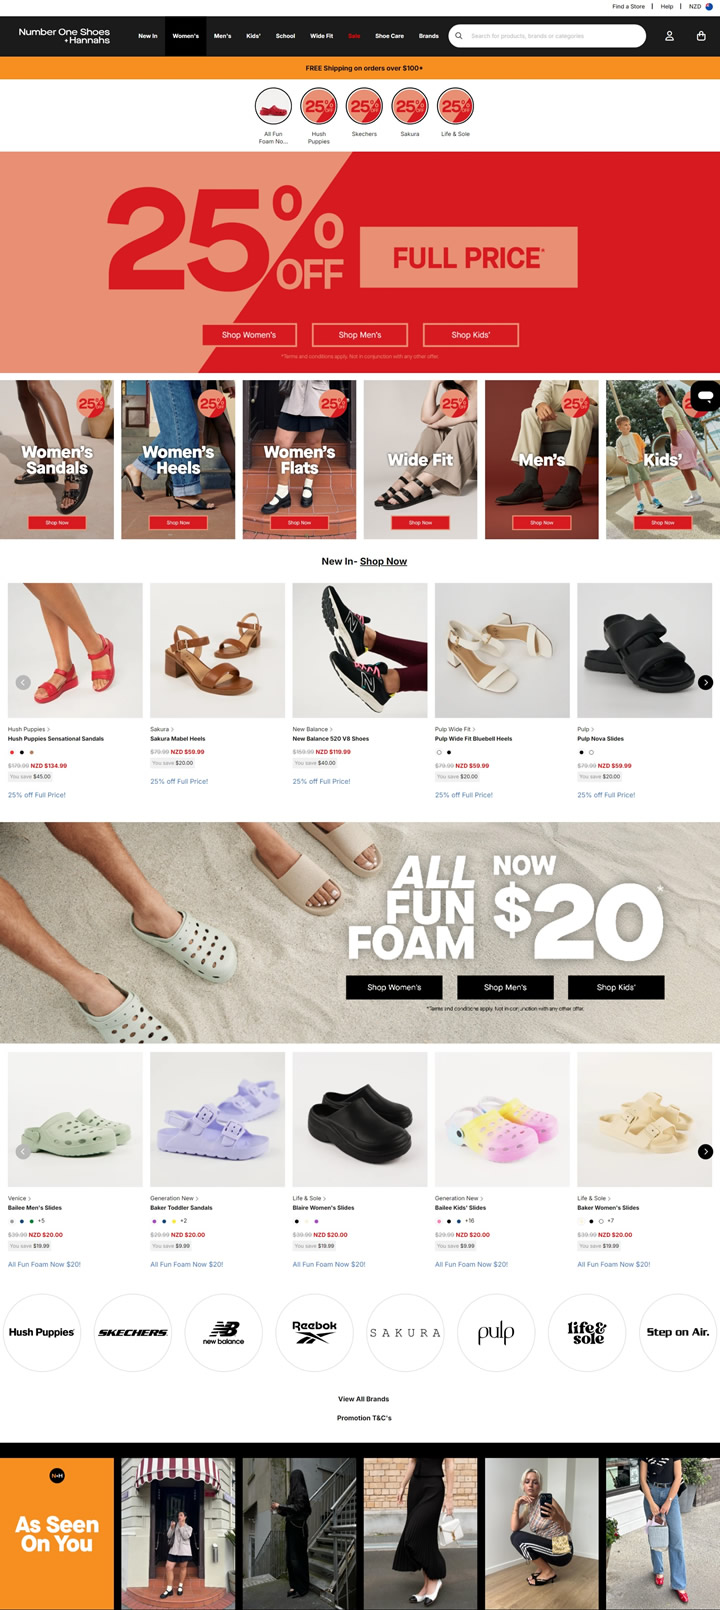 Find a Store | Help | NZD
Number One Shoes
+Hannahs
New In Women's Men's Kids' School Wide Fit Sale Shoe Care Brands
Search for products, brands or categories
FREE Shipping on orders over $100+
25% OFF 25% OFF 25% OFF 25% OFF
All Fun Foam No... Hush Puppies Skechers Sakura Life & Sole
25% OFF
FULL PRICE*
Shop Women's Shop Men's Shop Kids'
*Terms and conditions apply. Not in conjunction with any other offer.
25% 25% 25% 25% 25% 25%
Women's Sandals
Women's Heels
Women's Flats
Wide Fit
Men's
Kids'
Shop Now Shop Now Shop Now Shop Now Shop Now Shop Now
New In- Shop Now
Hush Puppies >
Hush Puppies Sensational Sandals
$179.99 NZD $134.99
You save $45.00
25% off Full Price!
Sakura >
Sakura Mabel Heels
$79.99 NZD $59.99
You save $20.00
25% off Full Price!
New Balance >
New Balance 520 V8 Shoes
$159.99 NZD $119.99
You save $40.00
25% off Full Price!
Pulp Wide Fit >
Pulp Wide Fit Bluebell Heels
$79.99 NZD $59.99
You save $20.00
25% off Full Price!
Pulp >
Pulp Nova Slides
$79.99 NZD $59.99
You save $20.00
25% off Full Price!
ALL FUN FOAM
NOW $20*
Shop Women's Shop Men's Shop Kids'
*Terms and conditions apply. Not in conjunction with any other offer.
Venice >
Bailee Men's Slides
+5
$39.99 NZD $20.00
You save $19.99
All Fun Foam Now $20!
Generation New >
Baker Toddler Sandals
+2
$29.99 NZD $20.00
You save $9.99
All Fun Foam Now $20!
Life & Sole >
Blaire Women's Slides
$39.99 NZD $20.00
You save $19.99
All Fun Foam Now $20!
Generation New >
Bailee Kids' Slides
+16
$29.99 NZD $20.00
You save $9.99
All Fun Foam Now $20!
Life & Sole >
Baker Women's Slides
+7
$39.99 NZD $20.00
You save $19.99
All Fun Foam Now $20!
Hush Puppies
SKECHERS
new balance
Reebok
SAKURA
pulp
life& sole
Step on Air.
View All Brands
Promotion T&C's
N+H
As Seen
On You